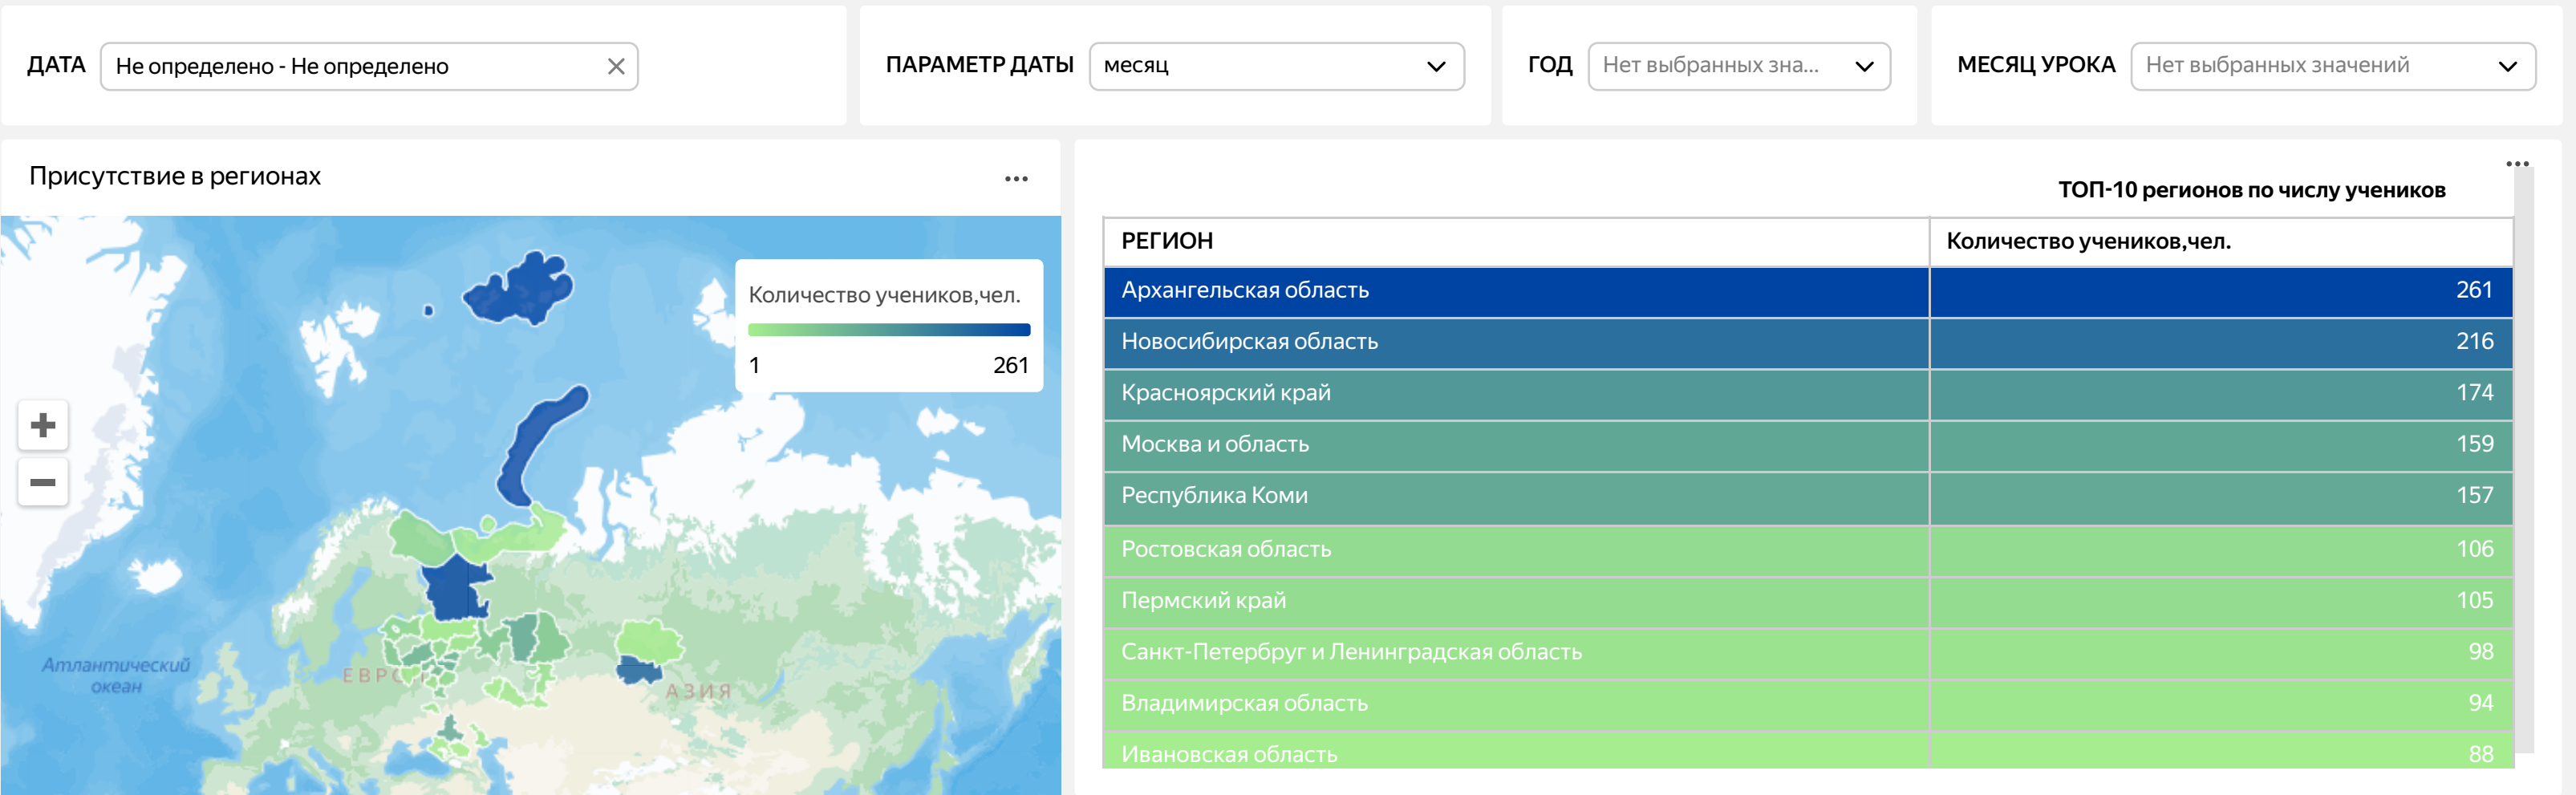 ДАТА Не определено - Не определено ПАРАМЕТР ДАТЫ месяц ГОД Нет выбранных зна... МЕСЯЦ УРОКА Нет выбранных значений
Присутствие в регионах
Количество учеников,чел.
1 261
Атлантический
океан
АЗИЯ
ТОП-10 регионов по числу учеников
РЕГИОН Количество учеников,чел.
Архангельская область 261
Новосибирская область 216
Красноярский край 174
Москва и область 159
Республика Коми 157
Ростовская область 106
Пермский край 105
Санкт-Петербруг и Ленинградская область 98
Владимирская область 94
Ивановская область 88